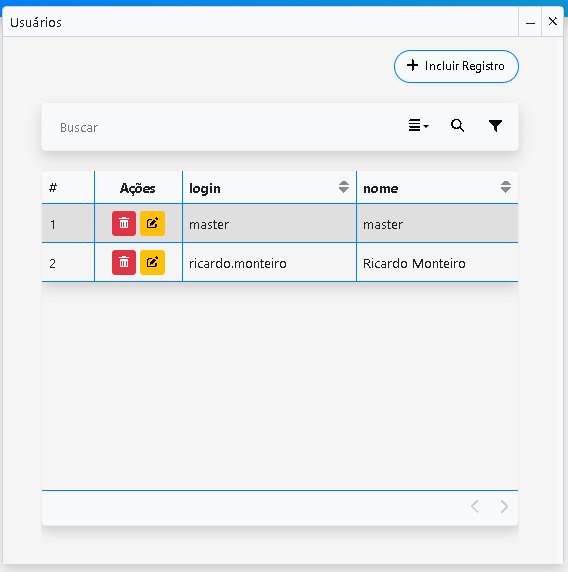 Usuários
Incluir Registro
Buscar
# Ações login nome
1 master master
2 ricardo.monteiro Ricardo Monteiro